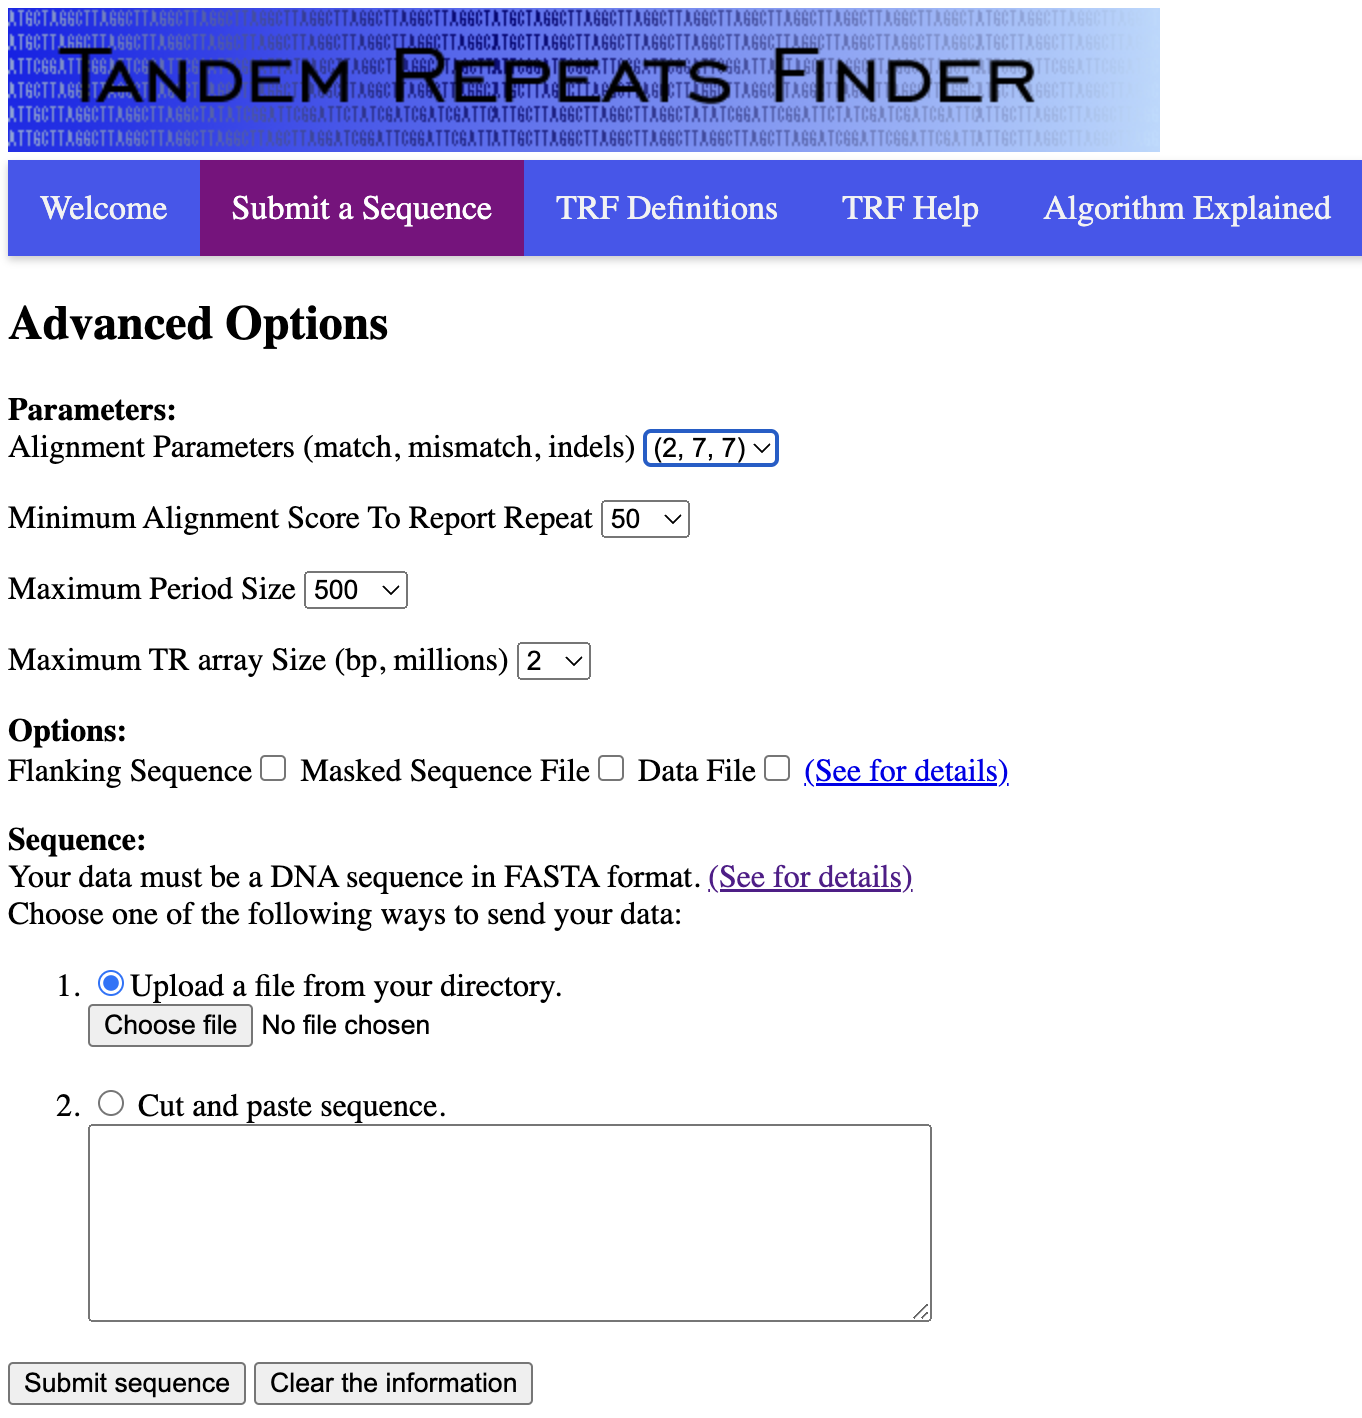 Tandem Repeats Finder
Welcome Submit a Sequence TRF Definitions TRF Help Algorithm Explained
Advanced Options
Parameters:
Alignment Parameters (match, mismatch, indels) (2, 7, 7)
Minimum Alignment Score To Report Repeat 50
Maximum Period Size 500
Maximum TR array Size (bp, millions) 2
Options:
Flanking Sequence Masked Sequence File Data File (See for details)
Sequence:
Your data must be a DNA sequence in FASTA format. (See for details)
Choose one of the following ways to send your data:
1. Upload a file from your directory.
Choose file No file chosen
2. Cut and paste sequence.
Submit sequence Clear the information